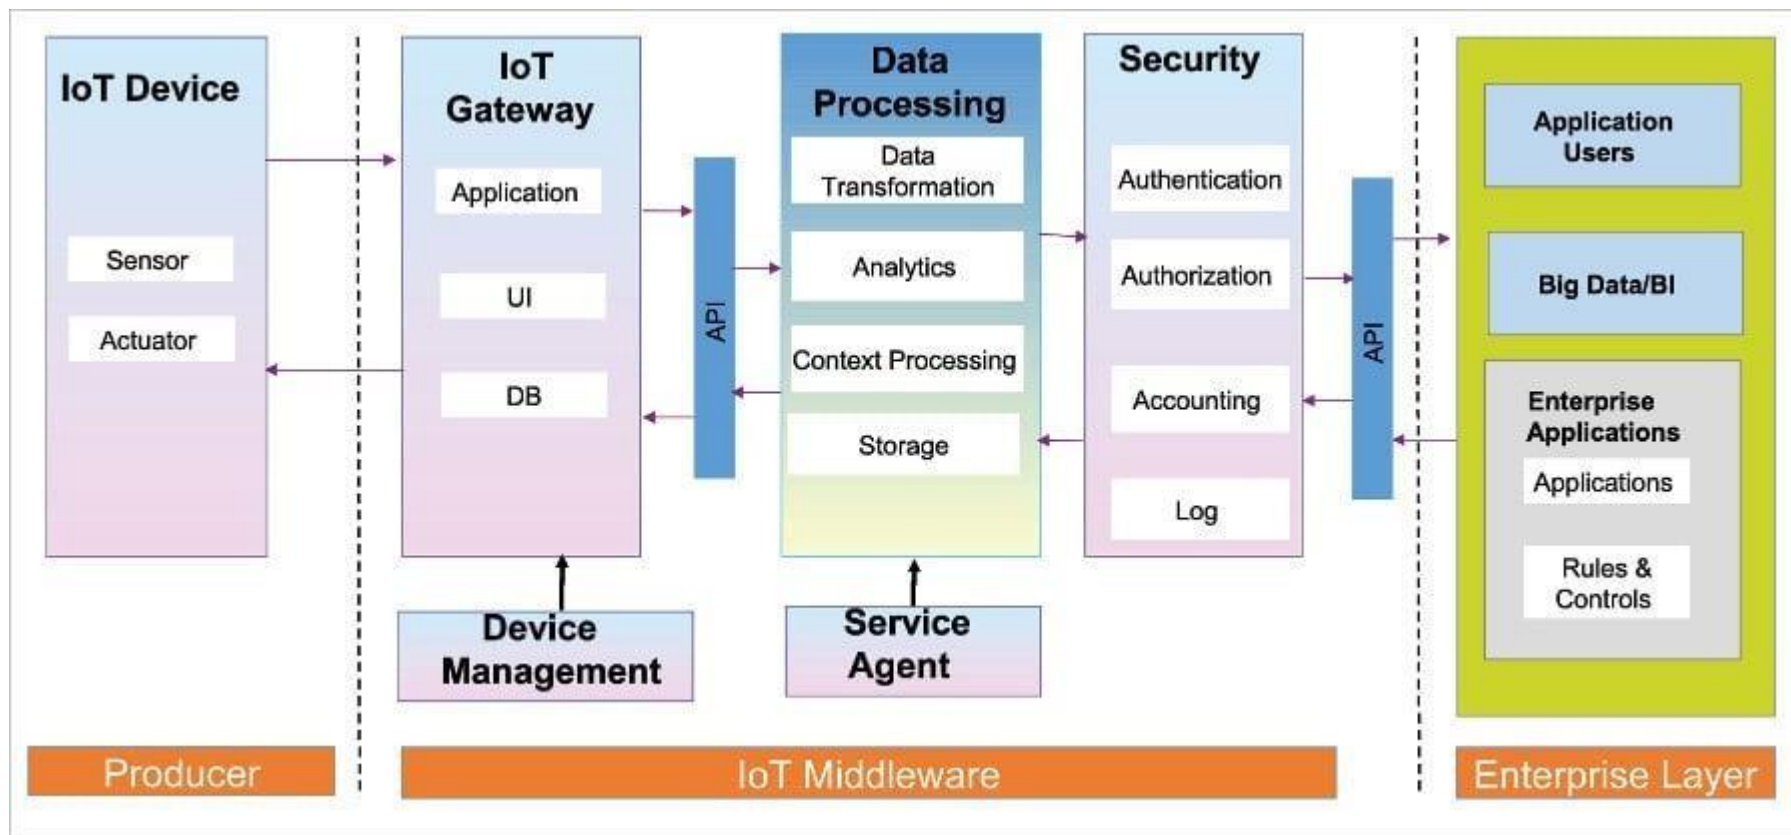 IoT Device
Sensor
Actuator
IoT
Gateway
Application
UI
DB
API
Data
Processing
Data
Transformation
Analytics
Context Processing
Storage
Security
Authentication
Authorization
Accounting
Log
API
Application
Users
Big Data/BI
Enterprise
Applications
Applications
Rules &
Controls
Device
Management
Service
Agent
Producer
IoT Middleware
Enterprise Layer